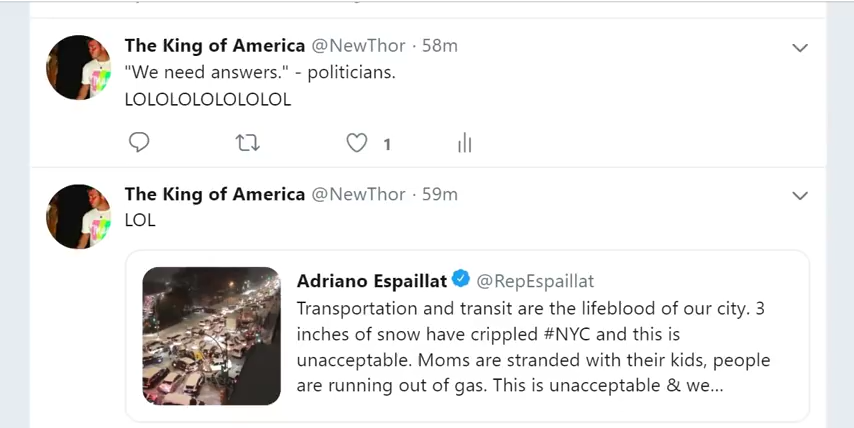 The King of America @NewThor · 58m
"We need answers." - politicians.
LOLOLOLOLOLOLOL
1
The King of America @NewThor · 59m
LOL
Adriano Espaillat @RepEspaillat
Transportation and transit are the lifeblood of our city. 3
inches of snow have crippled #NYC and this is
unacceptable. Moms are stranded with their kids, people
are running out of gas. This is unacceptable & we...